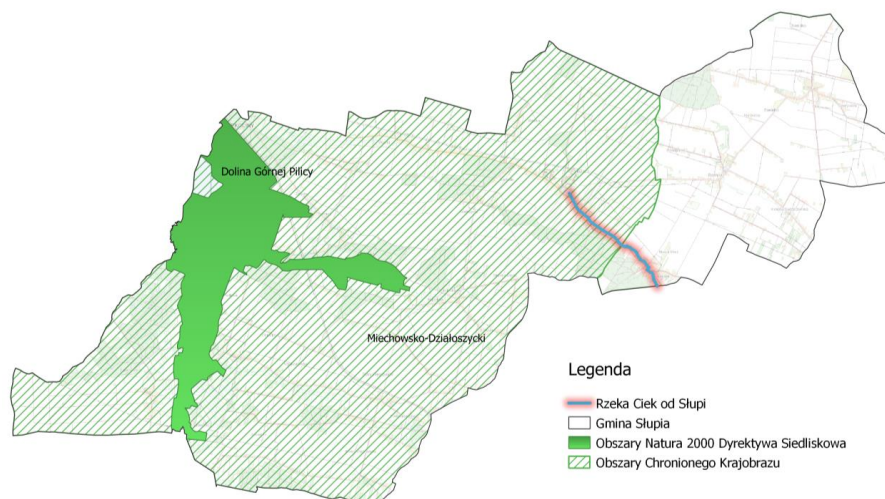 Dolina Górnej Pilicy
Miechowsko-Działoszycki
Legenda
Rzeka Ciek od Słupi
Gmina Słupia
Obszary Natura 2000 Dyrektywa Siedliskowa
Obszary Chronionego Krajobrazu